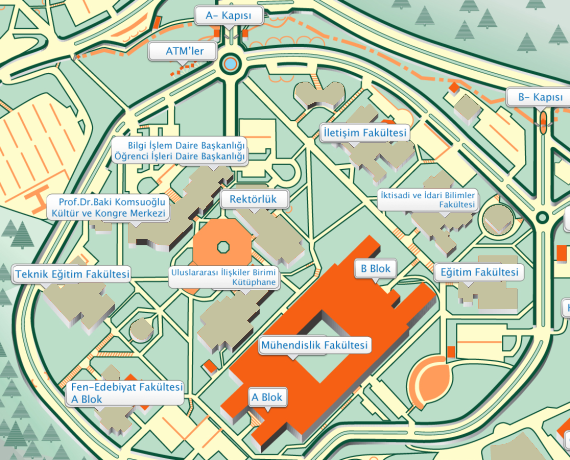 A- Kapısı
ATM'ler
B- Kapısı
İletişim Fakültesi
Bilgi İşlem Daire Başkanlığı
Öğrenci İşleri Daire Başkanlığı
Prof.Dr.Baki Komsuoğlu
Kültür ve Kongre Merkezi
Rektörlük
İktisadi ve İdari Bilimler
Fakültesi
Teknik Eğitim Fakültesi
Uluslararası İlişkiler Birimi
Kütüphane
B Blok
Eğitim Fakültesi
Mühendislik Fakültesi
Fen-Edebiyat Fakültesi
A Blok
A Blok